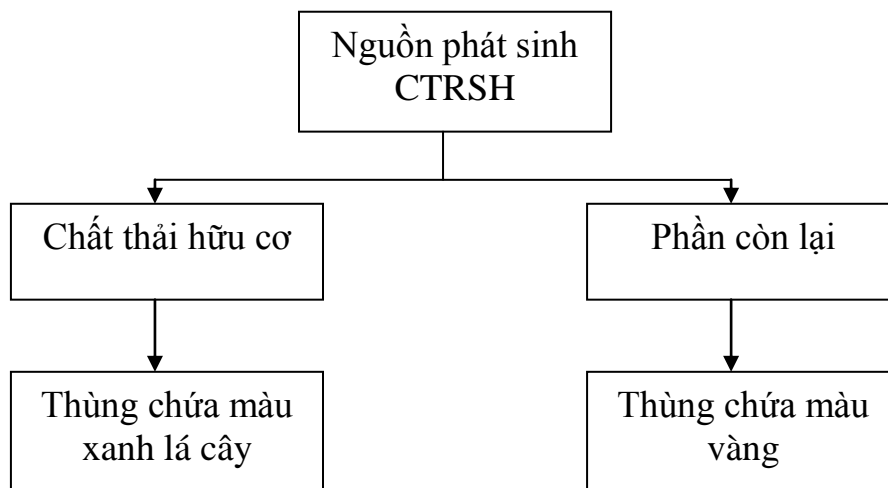 Nguồn phát sinh
CTRSH
Chất thải hữu cơ
Phần còn lại
Thùng chứa màu
xanh lá cây
Thùng chứa màu
vàng